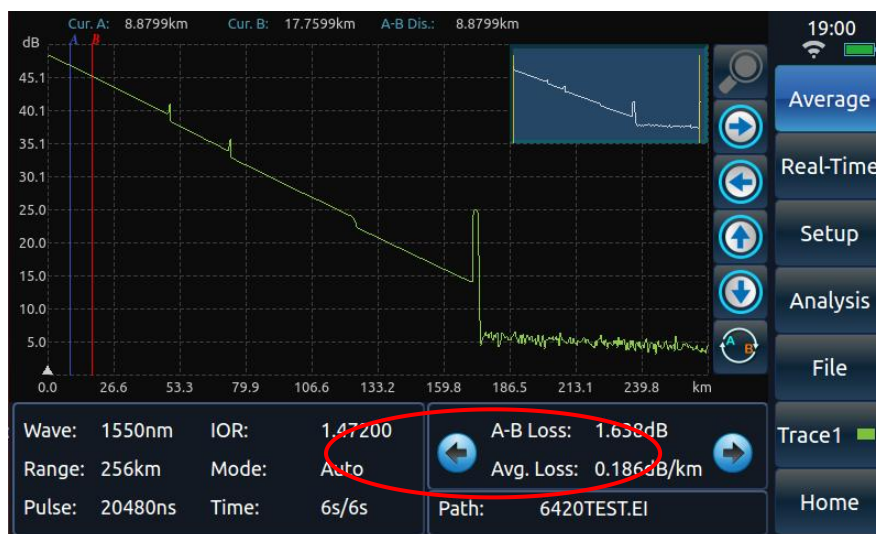 Cur. A: 8.8799km Cur. B: 17.7599km A-B Dis.: 8.8799km
19:00
dB A B
45.1
40.1
35.1
30.1
25.0
20.0
15.0
10.0
5.0
0.0 26.6 53.3 79.9 106.6 133.2 159.8 186.5 213.1 239.8 km
A B
Average
Real-Time
Setup
Analysis
File
Trace1
Home
Wave: 1550nm IOR: 1.47200
Range: 256km Mode: Auto
Pulse: 20480ns Time: 6s/6s
A-B Loss: 1.638dB
Avg. Loss: 0.186dB/km
Path: 6420TEST.EI